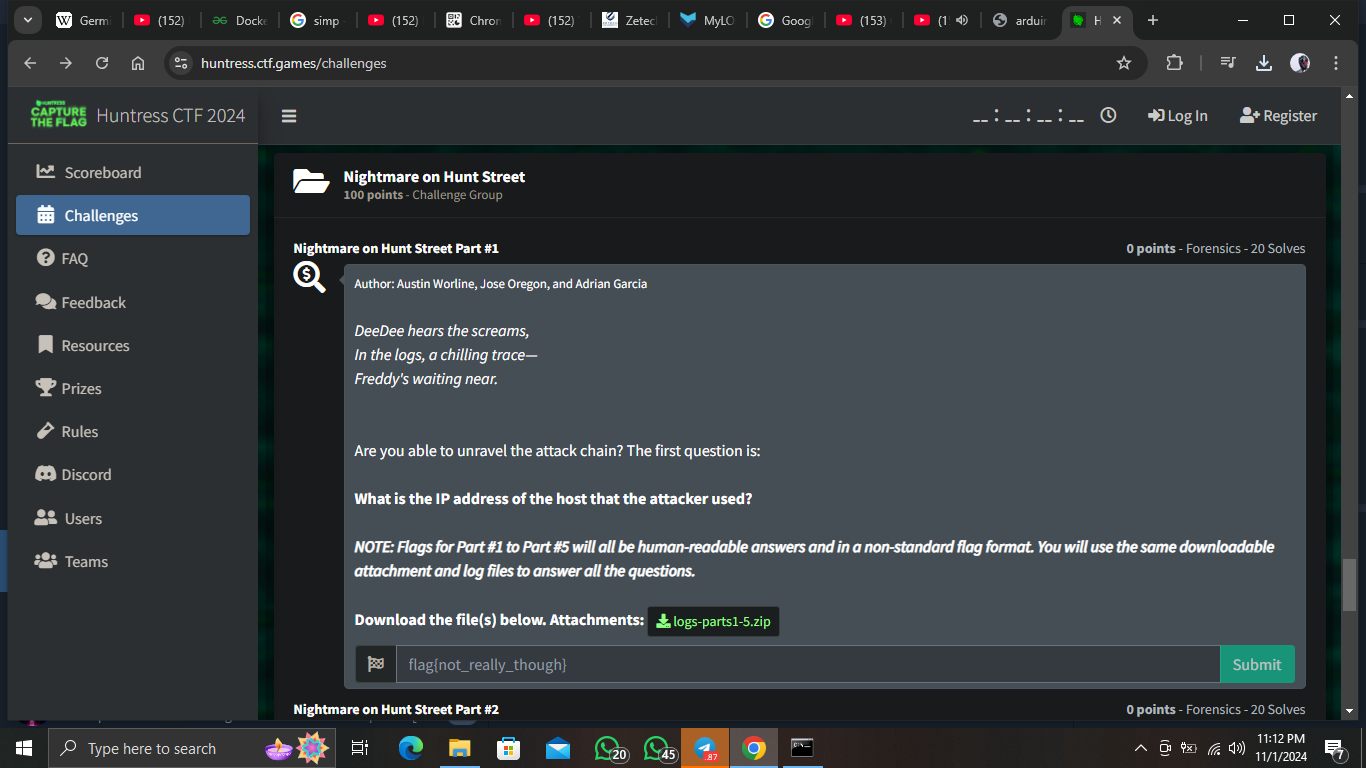 Germi
(152)
Docke
simp
(152)
Chron
(152)
Zetecl
MyLO
Googl
(153)
(1
arduir
H
huntress.ctf.games/challenges
HUNTRESS
CAPTURE
THE FLAG
Huntress CTF 2024
__ : __ : __ : __
Log In
Register
Scoreboard
Challenges
FAQ
Feedback
Resources
Prizes
Rules
Discord
Users
Teams
Nightmare on Hunt Street
100 points - Challenge Group
Nightmare on Hunt Street Part #1
0 points - Forensics - 20 Solves
Author: Austin Worline, Jose Oregon, and Adrian Garcia
DeeDee hears the screams,
In the logs, a chilling trace—
Freddy's waiting near.
Are you able to unravel the attack chain? The first question is:
What is the IP address of the host that the attacker used?
NOTE: Flags for Part #1 to Part #5 will all be human-readable answers and in a non-standard flag format. You will use the same downloadable
attachment and log files to answer all the questions.
Download the file(s) below. Attachments: logs-parts1-5.zip
flag{not_really_though}
Submit
Nightmare on Hunt Street Part #2
0 points - Forensics - 20 Solves
Type here to search
20
45
.87
11:12 PM
11/1/2024
7